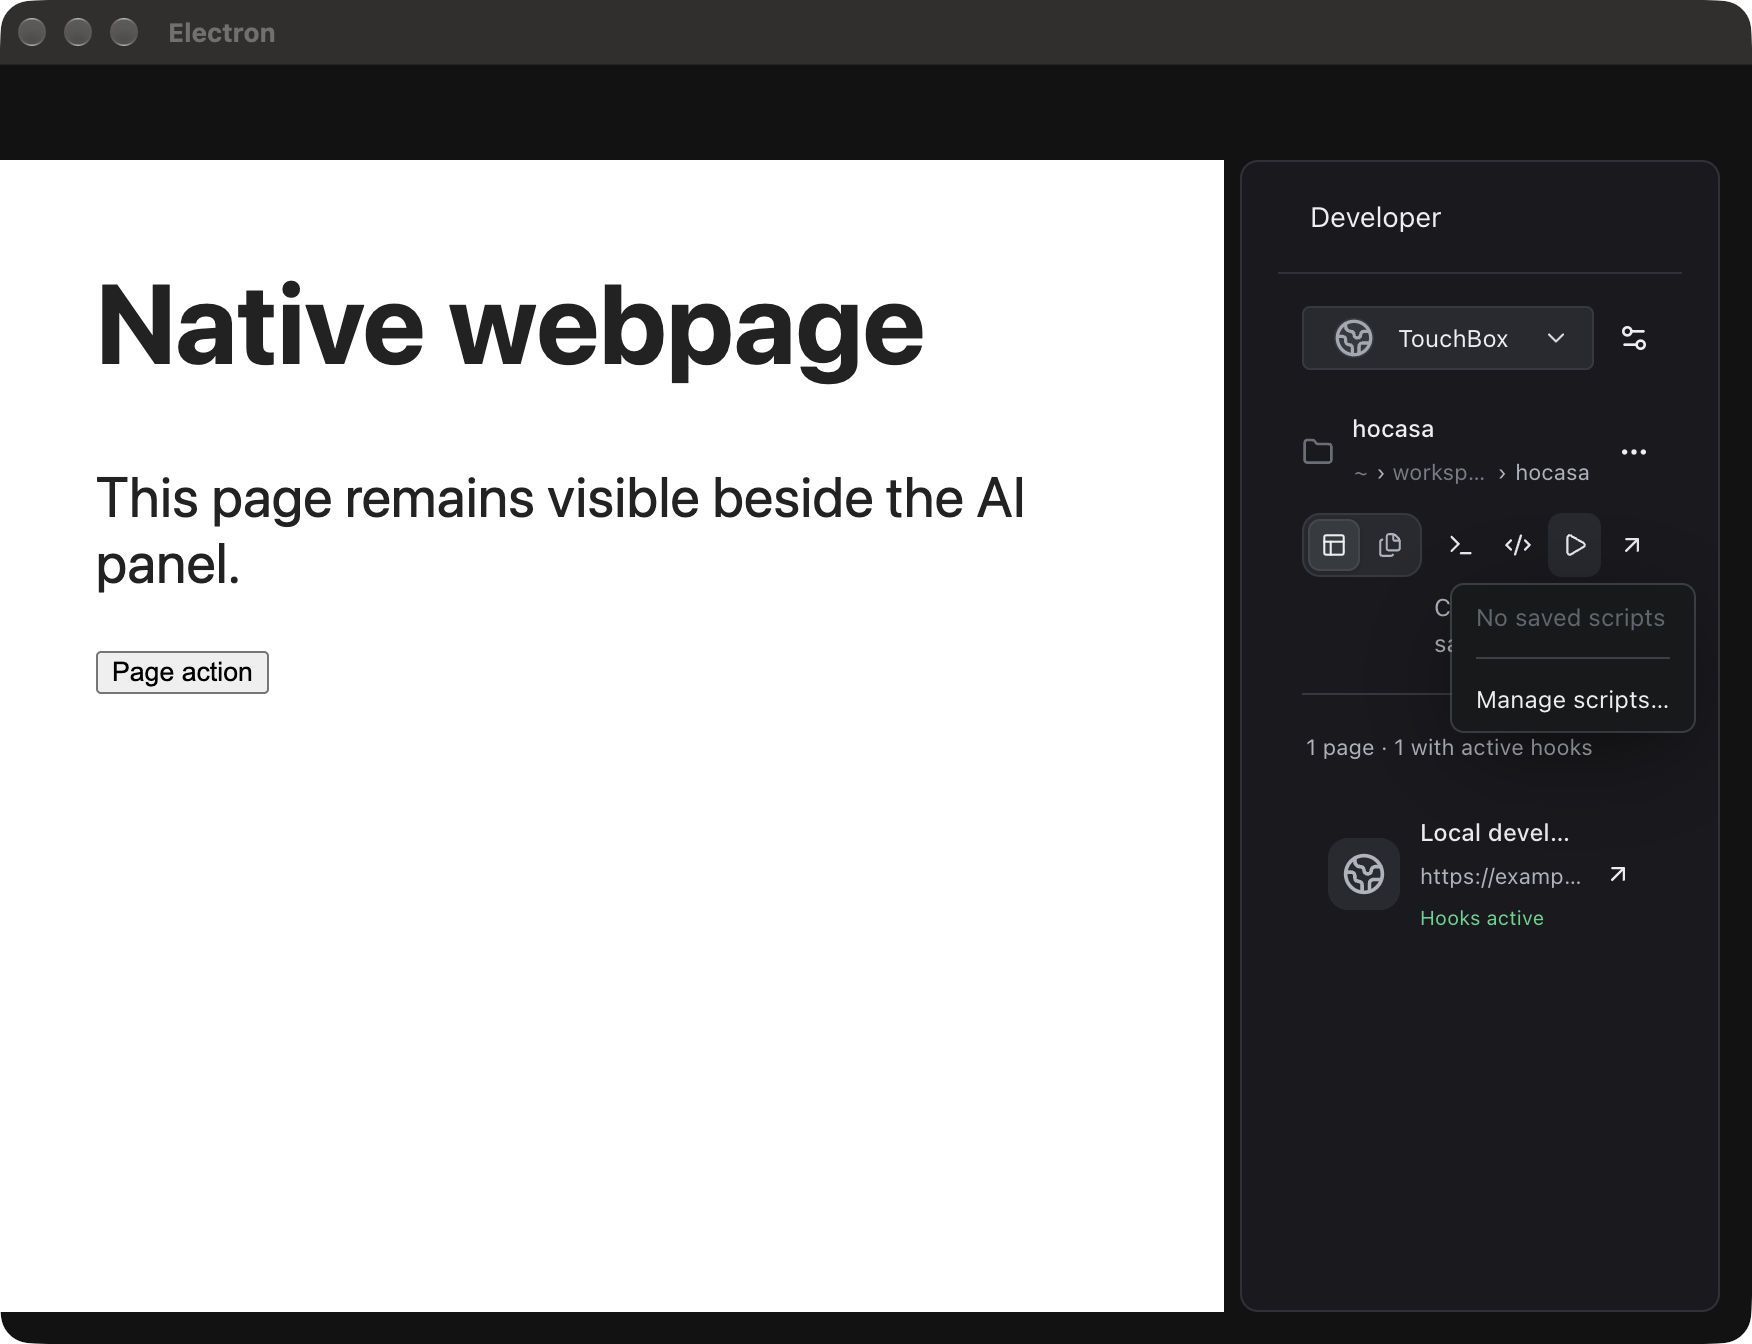 Electron
Native webpage
This page remains visible beside the AI
panel.
Page action
Developer
TouchBox
hocasa
~ › worksp... › hocasa
No saved scripts
Manage scripts...
1 page · 1 with active hooks
Local devel...
https://examp...
Hooks active